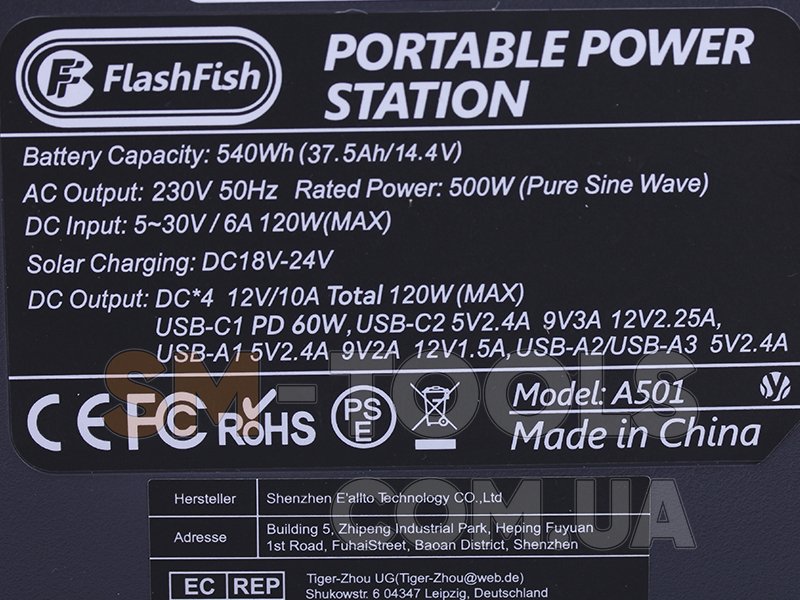 FlashFish
PORTABLE POWER
STATION
Battery Capacity: 540Wh (37.5Ah/14.4V)
AC Output: 230V 50Hz Rated Power: 500W (Pure Sine Wave)
DC Input: 5~30V / 6A 120W(MAX)
Solar Charging: DC18V-24V
DC Output: DC*4 12V/10A Total 120W (MAX)
USB-C1 PD 60W, USB-C2 5V2.4A 9V3A 12V2.25A,
USB-A1 5V2.4A 9V2A 12V1.5A, USB-A2/USB-A3 5V2.4A
SM-TOOLS
.COM.UA
CE FC RoHS PSE
Model: A501
Made in China
Hersteller Shenzhen E'allto Technology CO.,Ltd
Adresse Building 5, Zhipeng Industrial Park, Heping Fuyuan
1st Road, FuhaiStreet, Baoan District, Shenzhen
EC REP Tiger-Zhou UG(Tiger-Zhou@web.de)
Shukowstr. 6 04347 Leipzig, Deutschland